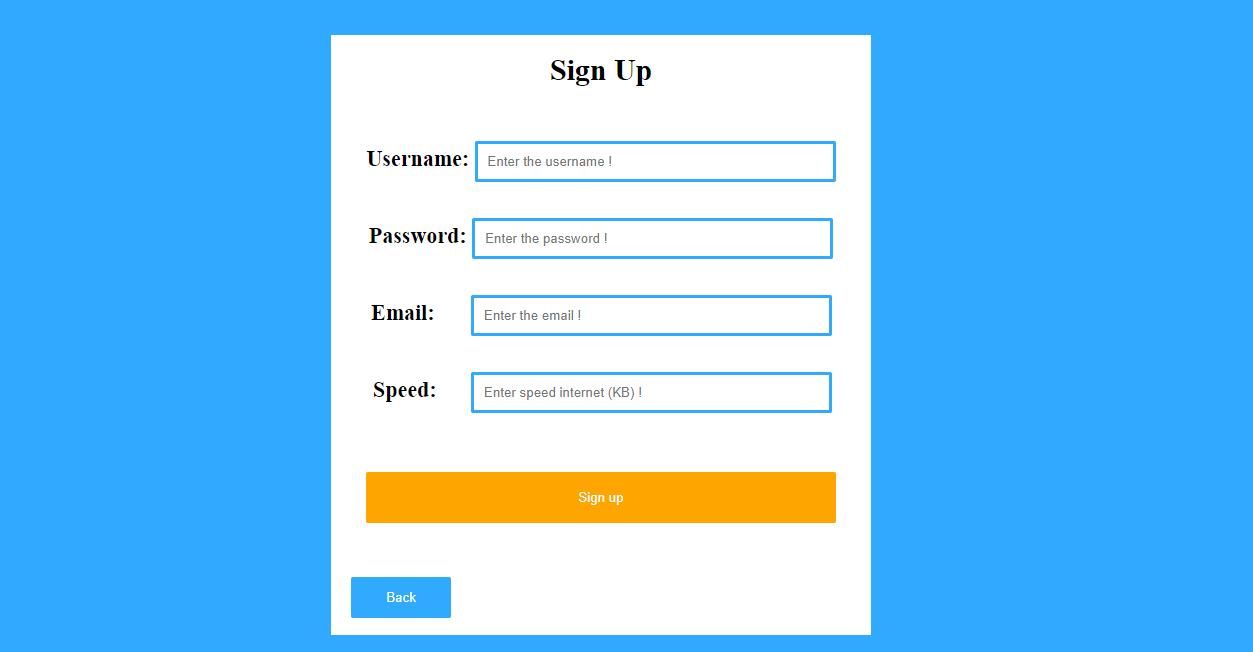 Sign Up
Username: Enter the username !
Password: Enter the password !
Email: Enter the email !
Speed: Enter speed internet (KB) !
Sign up
Back